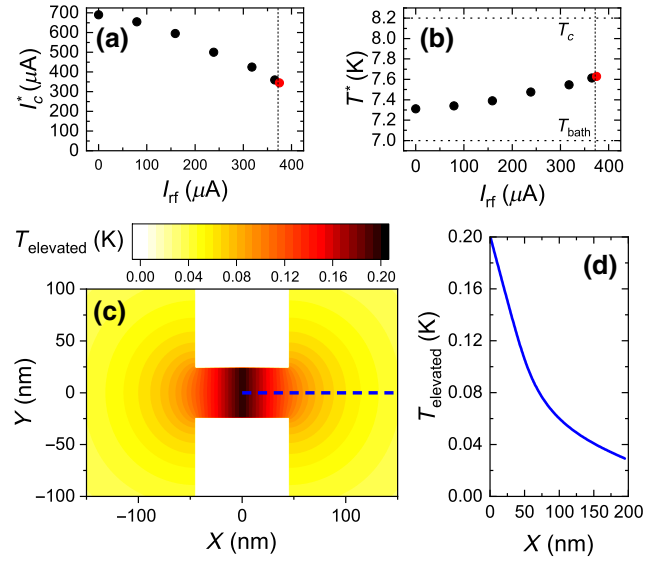 (a)
700
600
500
400
300
200
100
0
I*c (μA)
0 100 200 300 400
Irf (μA)
(b)
8.2
8.0
7.8
7.6
7.4
7.2
7.0
T* (K)
Tc
Tbath
0 100 200 300 400
Irf (μA)
Televated (K)
0.00 0.04 0.08 0.12 0.16 0.20
(c)
100
50
0
−50
−100
Y (nm)
−100 0 100
X (nm)
(d)
0.20
0.16
0.12
0.08
0.04
0.00
Televated (K)
0 50 100 150 200
X (nm)